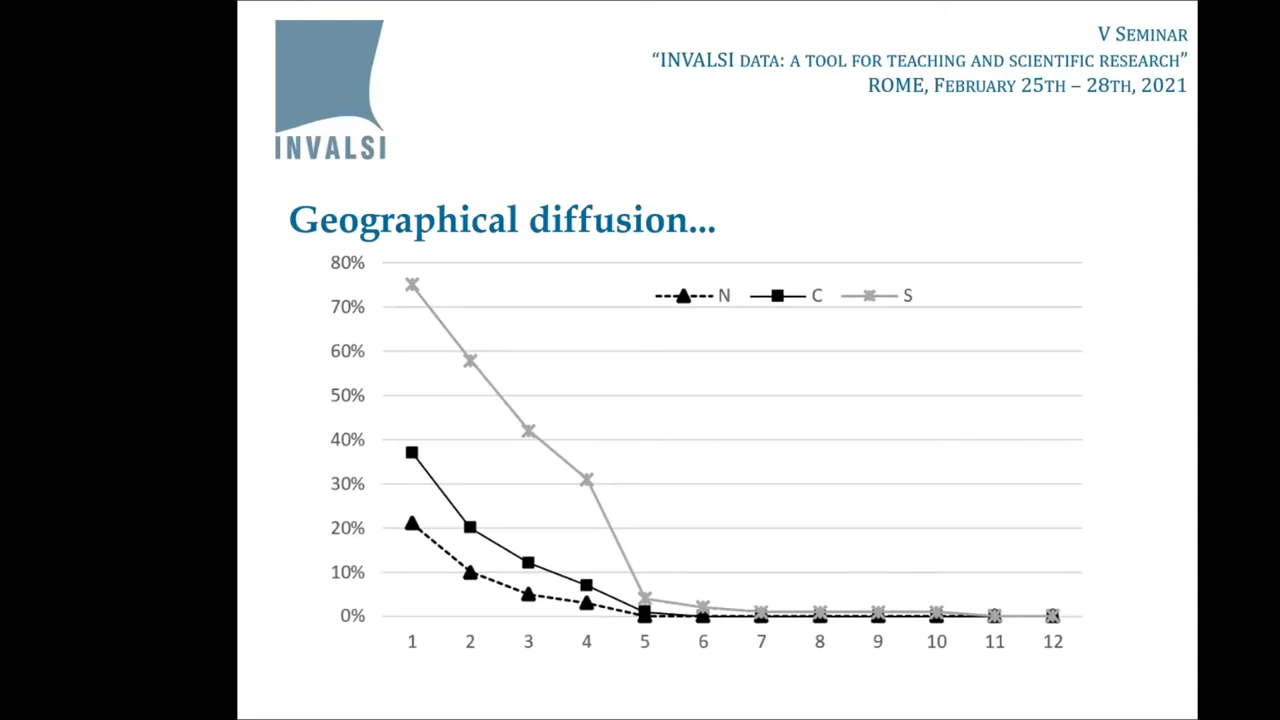 V SEMINAR
“INVALSI DATA: A TOOL FOR TEACHING AND SCIENTIFIC RESEARCH”
ROME, FEBRUARY 25TH – 28TH, 2021
INVALSI
Geographical diffusion...
80%
N C S
70%
60%
50%
40%
30%
20%
10%
0%
1 2 3 4 5 6 7 8 9 10 11 12